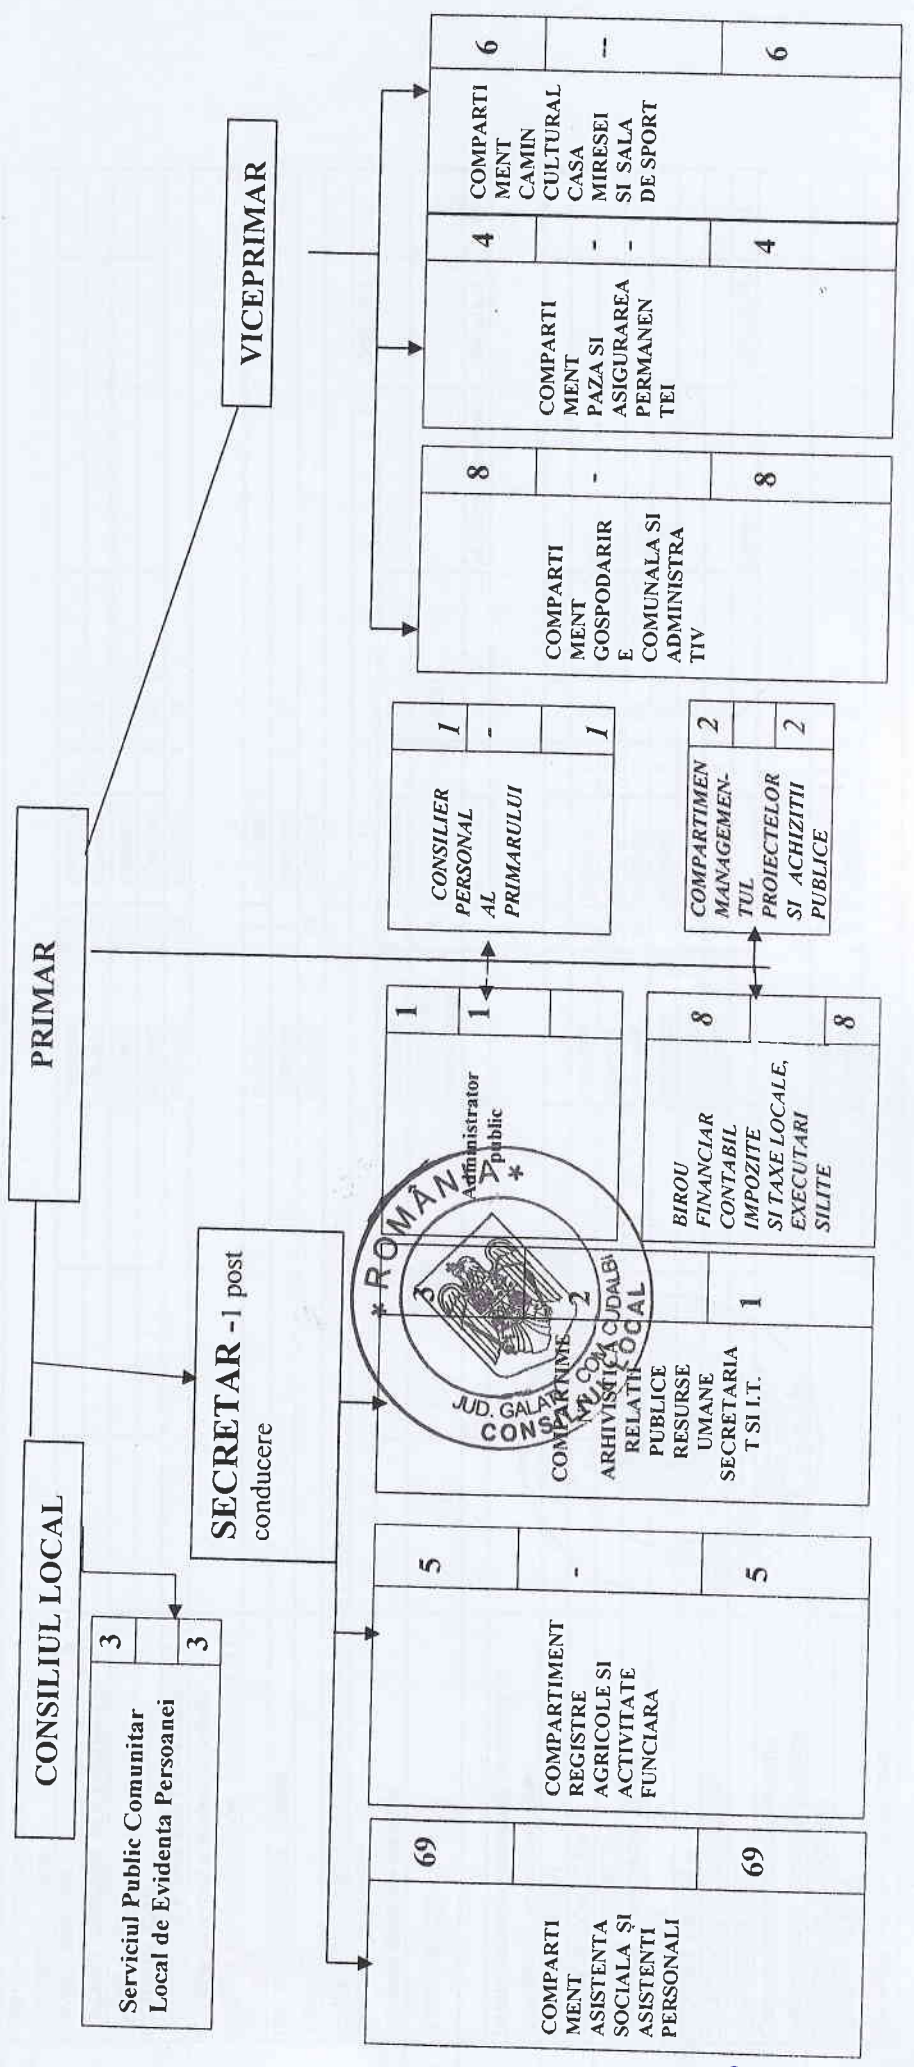 CONSILIUL LOCAL
PRIMAR
VICEPRIMAR
Serviciul Public Comunitar
Local de Evidenta Persoanei
3
3
SECRETAR -1 post
conducere
COMPARTI
MENT
ASISTENTA
SOCIALA ȘI
ASISTENTI
PERSONALI
69
69
COMPARTIMENT
REGISTRE
AGRICOLE SI
ACTIVITATE
FUNCIARA
5
-
5
COMPARTIME
ARHIVISTICA
RELATII
PUBLICE
RESURSE
UMANE
SECRETARIA
T SI I.T.
3
2
1
* ROMÂNIA *
JUD. GALAȚI COM. CUDALBI
CONSILIUL LOCAL
Administrator
public
1
1
CONSILIER
PERSONAL
AL
PRIMARULUI
1
-
1
BIROU
FINANCIAR
CONTABIL
IMPOZITE
SI TAXE LOCALE,
EXECUTARI
SILITE
8
8
COMPARTIMEN
MANAGEMEN-
TUL
PROIECTELOR
SI ACHIZITII
PUBLICE
2
2
COMPARTI
MENT
GOSPODARIR
E
COMUNALA SI
ADMINISTRA
TIV
8
-
8
COMPARTI
MENT
PAZA SI
ASIGURAREA
PERMANEN
TEI
4
-
-
4
COMPARTI
MENT
CAMIN
CULTURAL
CASA
MIRESEI
SI SALA
DE SPORT
6
--
6